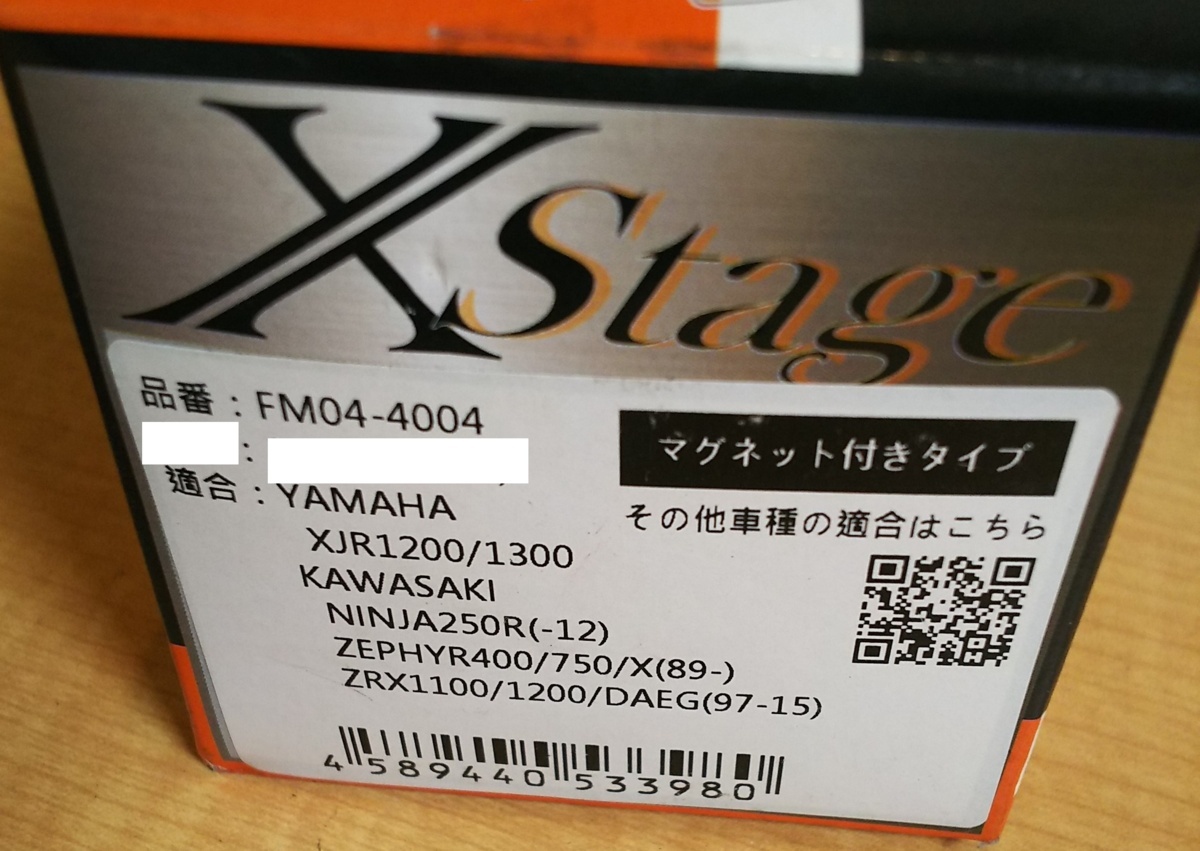 XStage
品番：FM04-4004
：
適合：YAMAHA
XJR1200/1300
KAWASAKI
NINJA250R(-12)
ZEPHYR400/750/X(89-)
ZRX1100/1200/DAEG(97-15)
マグネット付きタイプ
その他車種の適合はこちら
4 589440 533980